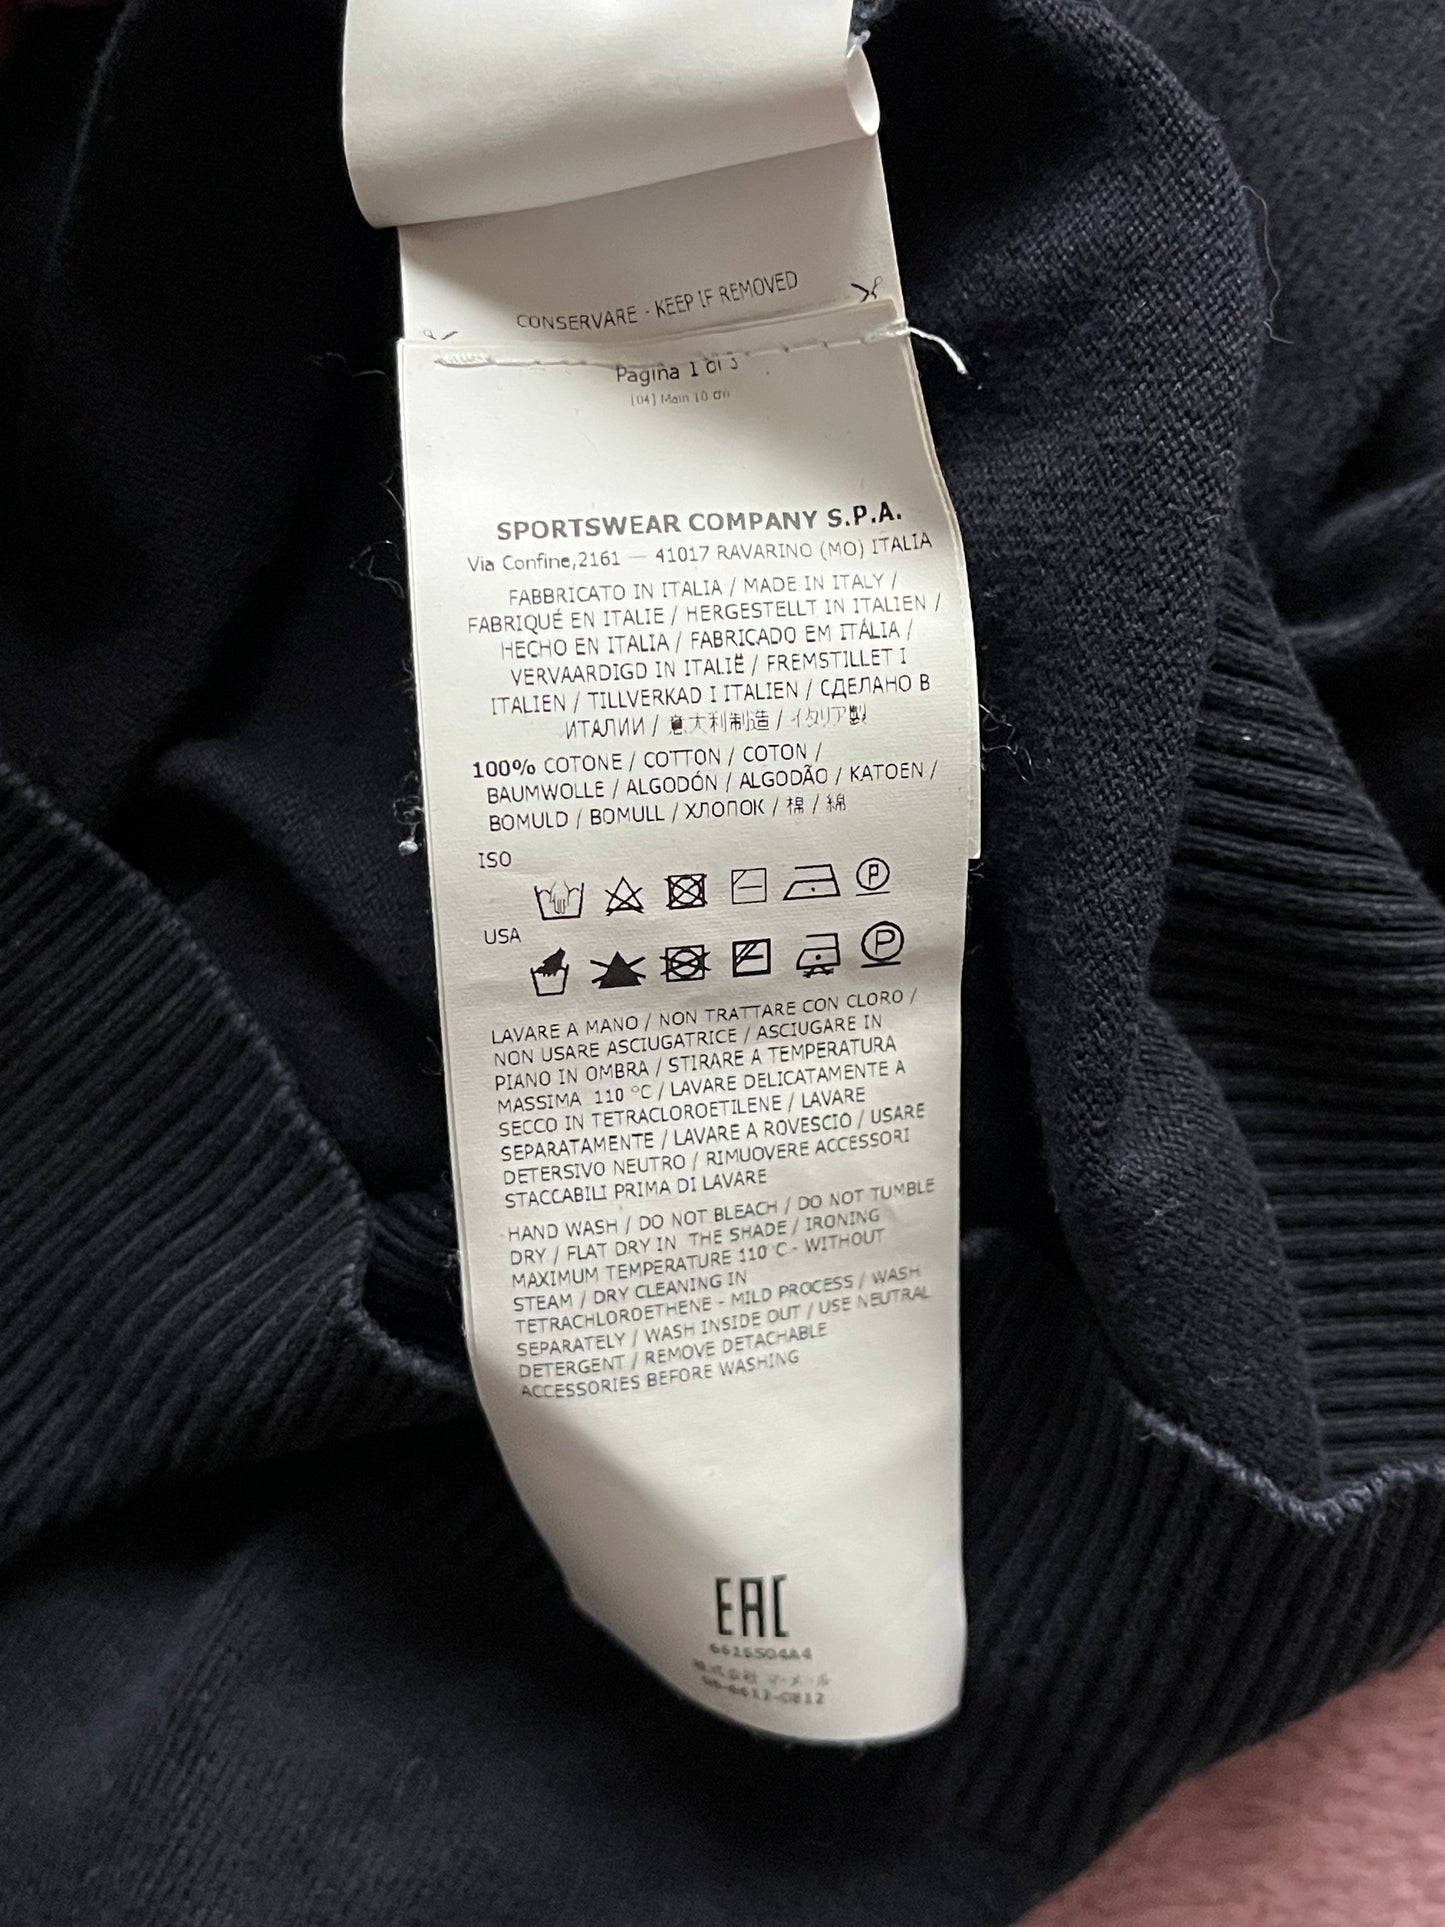 CONSERVARE - KEEP IF REMOVED
Pagina 1 di 3
[04] Main 10 cm
SPORTSWEAR COMPANY S.P.A.
Via Confine,2161 — 41017 RAVARINO (MO) ITALIA
FABBRICATO IN ITALIA / MADE IN ITALY /
FABRIQUÉ EN ITALIE / HERGESTELLT IN ITALIEN /
HECHO EN ITALIA / FABRICADO EM ITÁLIA /
VERVAARDIGD IN ITALIË / FREMSTILLET I
ITALIEN / TILLVERKAD I ITALIEN / СДЕЛАНО В
ИТАЛИИ / 意大利制造 / イタリア製
100% COTONE / COTTON / COTON /
BAUMWOLLE / ALGODÓN / ALGODÃO / KATOEN /
BOMULD / BOMULL / ХЛОПОК / 棉 / 綿
ISO
P
USA
P
LAVARE A MANO / NON TRATTARE CON CLORO /
NON USARE ASCIUGATRICE / ASCIUGARE IN
PIANO IN OMBRA / STIRARE A TEMPERATURA
MASSIMA 110 °C / LAVARE DELICATAMENTE A
SECCO IN TETRACLOROETILENE / LAVARE
SEPARATAMENTE / LAVARE A ROVESCIO / USARE
DETERSIVO NEUTRO / RIMUOVERE ACCESSORI
STACCABILI PRIMA DI LAVARE
HAND WASH / DO NOT BLEACH / DO NOT TUMBLE
DRY / FLAT DRY IN THE SHADE / IRONING
MAXIMUM TEMPERATURE 110°C - WITHOUT
STEAM / DRY CLEANING IN
TETRACHLOROETHENE - MILD PROCESS / WASH
SEPARATELY / WASH INSIDE OUT / USE NEUTRAL
DETERGENT / REMOVE DETACHABLE
ACCESSORIES BEFORE WASHING
EAC
6616504A4